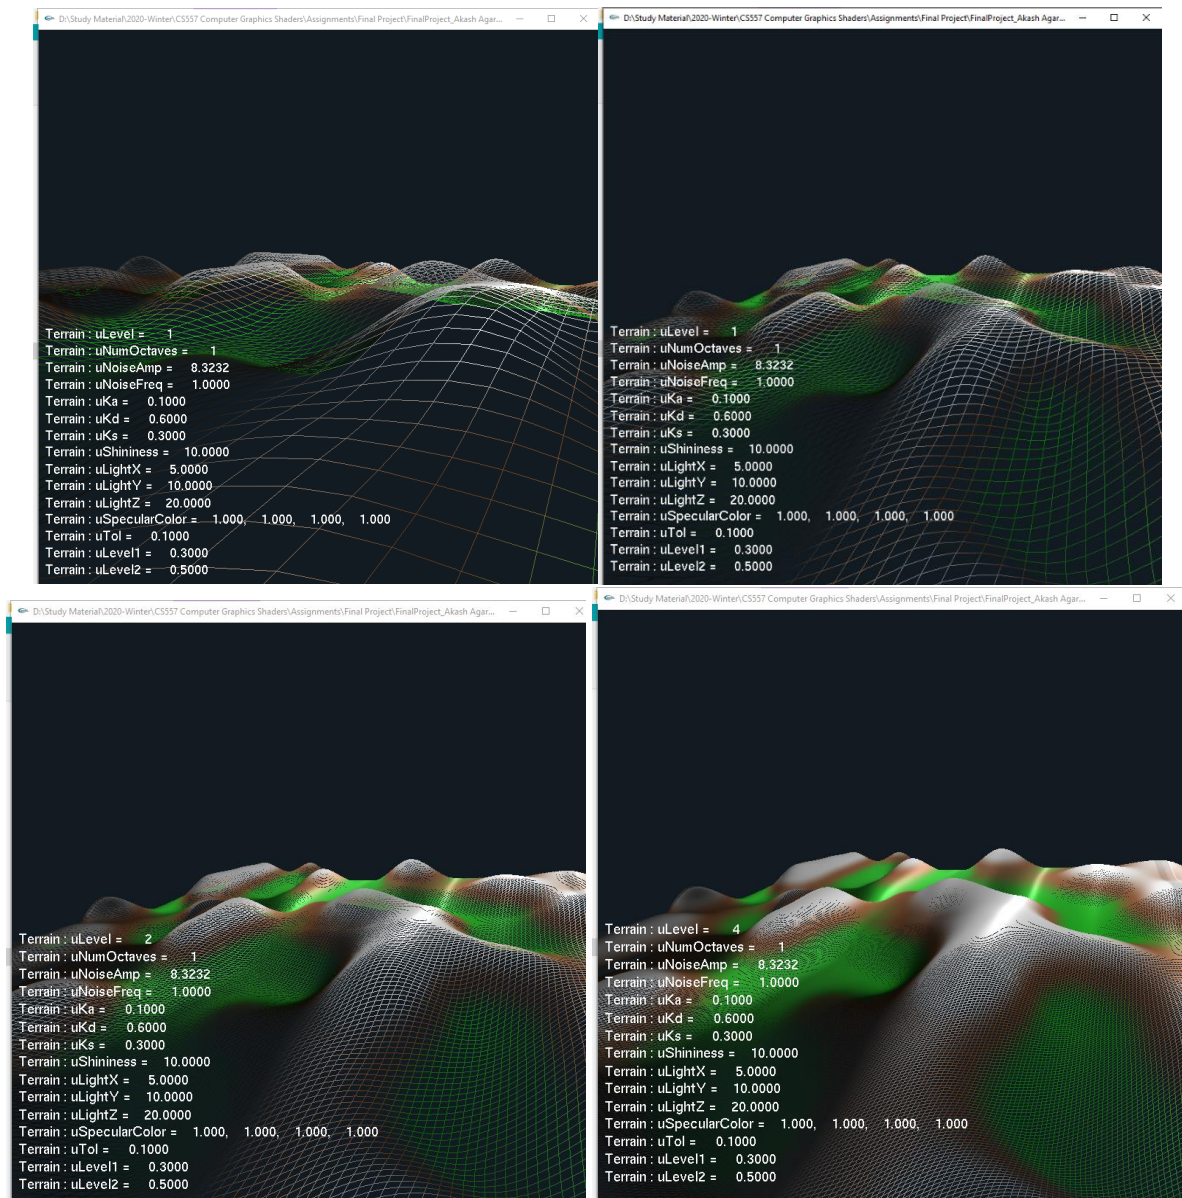 D:\Study Material\2020-Winter\CS557 Computer Graphics Shaders\Assignments\Final Project\FinalProject_Akash Agar...
Terrain : uLevel = 1
Terrain : uNumOctaves = 1
Terrain : uNoiseAmp = 8.3232
Terrain : uNoiseFreq = 1.0000
Terrain : uKa = 0.1000
Terrain : uKd = 0.6000
Terrain : uKs = 0.3000
Terrain : uShininess = 10.0000
Terrain : uLightX = 5.0000
Terrain : uLightY = 10.0000
Terrain : uLightZ = 20.0000
Terrain : uSpecularColor = 1.000, 1.000, 1.000, 1.000
Terrain : uTol = 0.1000
Terrain : uLevel1 = 0.3000
Terrain : uLevel2 = 0.5000
D:\Study Material\2020-Winter\CS557 Computer Graphics Shaders\Assignments\Final Project\FinalProject_Akash Agar...
Terrain : uLevel = 1
Terrain : uNumOctaves = 1
Terrain : uNoiseAmp = 8.3232
Terrain : uNoiseFreq = 1.0000
Terrain : uKa = 0.1000
Terrain : uKd = 0.6000
Terrain : uKs = 0.3000
Terrain : uShininess = 10.0000
Terrain : uLightX = 5.0000
Terrain : uLightY = 10.0000
Terrain : uLightZ = 20.0000
Terrain : uSpecularColor = 1.000, 1.000, 1.000, 1.000
Terrain : uTol = 0.1000
Terrain : uLevel1 = 0.3000
Terrain : uLevel2 = 0.5000
D:\Study Material\2020-Winter\CS557 Computer Graphics Shaders\Assignments\Final Project\FinalProject_Akash Agar...
Terrain : uLevel = 2
Terrain : uNumOctaves = 1
Terrain : uNoiseAmp = 8.3232
Terrain : uNoiseFreq = 1.0000
Terrain : uKa = 0.1000
Terrain : uKd = 0.6000
Terrain : uKs = 0.3000
Terrain : uShininess = 10.0000
Terrain : uLightX = 5.0000
Terrain : uLightY = 10.0000
Terrain : uLightZ = 20.0000
Terrain : uSpecularColor = 1.000, 1.000, 1.000, 1.000
Terrain : uTol = 0.1000
Terrain : uLevel1 = 0.3000
Terrain : uLevel2 = 0.5000
D:\Study Material\2020-Winter\CS557 Computer Graphics Shaders\Assignments\Final Project\FinalProject_Akash Agar...
Terrain : uLevel = 4
Terrain : uNumOctaves = 1
Terrain : uNoiseAmp = 8.3232
Terrain : uNoiseFreq = 1.0000
Terrain : uKa = 0.1000
Terrain : uKd = 0.6000
Terrain : uKs = 0.3000
Terrain : uShininess = 10.0000
Terrain : uLightX = 5.0000
Terrain : uLightY = 10.0000
Terrain : uLightZ = 20.0000
Terrain : uSpecularColor = 1.000, 1.000, 1.000, 1.000
Terrain : uTol = 0.1000
Terrain : uLevel1 = 0.3000
Terrain : uLevel2 = 0.5000